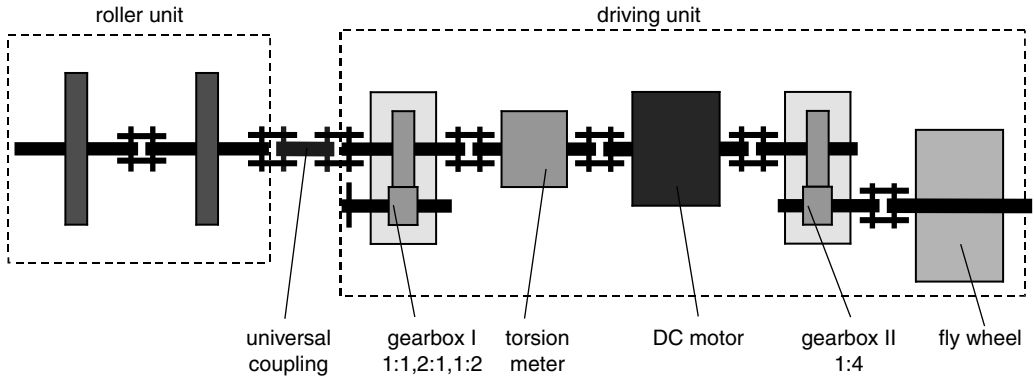 roller unit
driving unit
universal
coupling
gearbox I
1:1,2:1,1:2
torsion
meter
DC motor
gearbox II
1:4
fly wheel